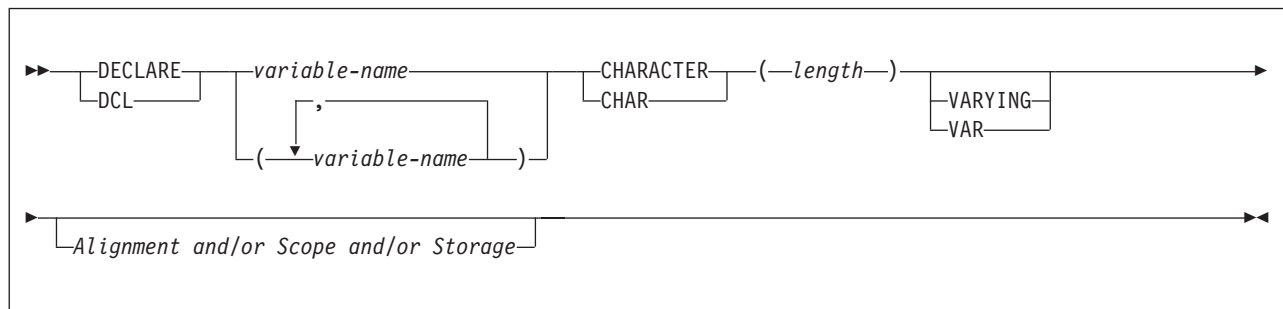 DECLARE variable-name CHARACTER ( length )
DCL , CHAR VARYING
VAR
( variable-name )
Alignment and/or Scope and/or Storage